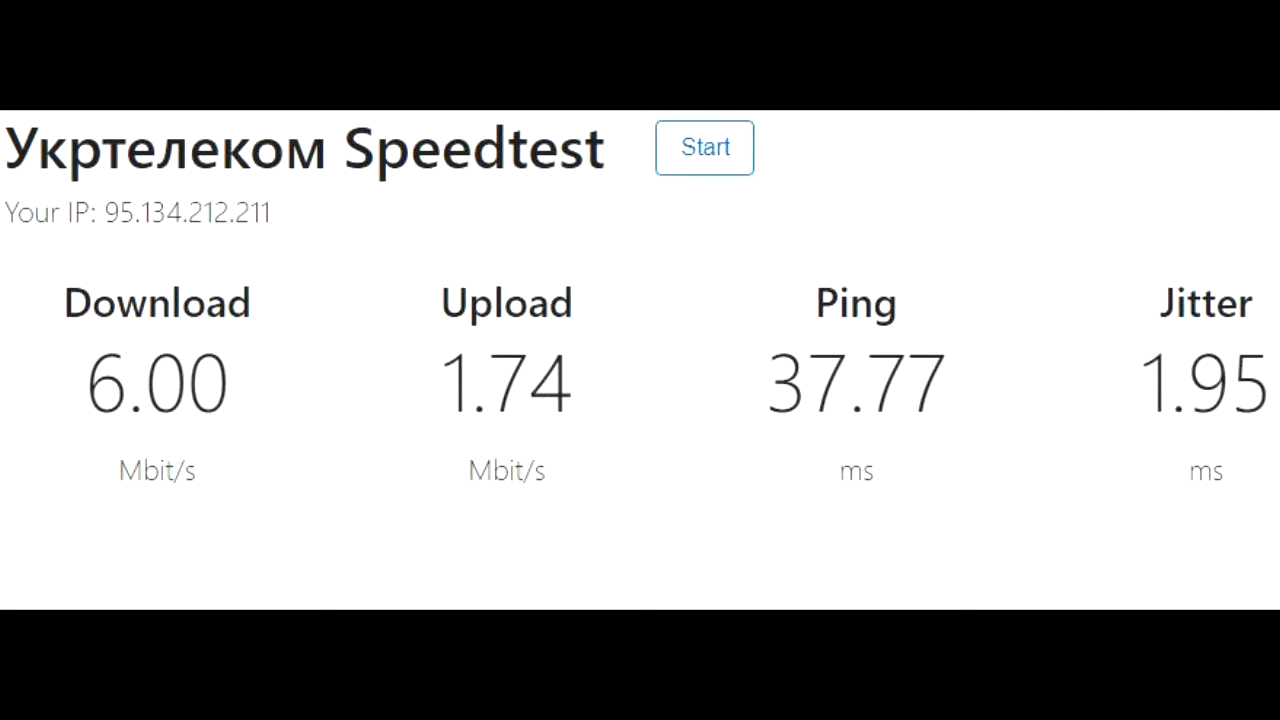 Укртелеком Speedtest Start
Your IP: 95.134.212.211
Download Upload Ping Jitter
6.00 1.74 37.77 1.95
Mbit/s Mbit/s ms ms